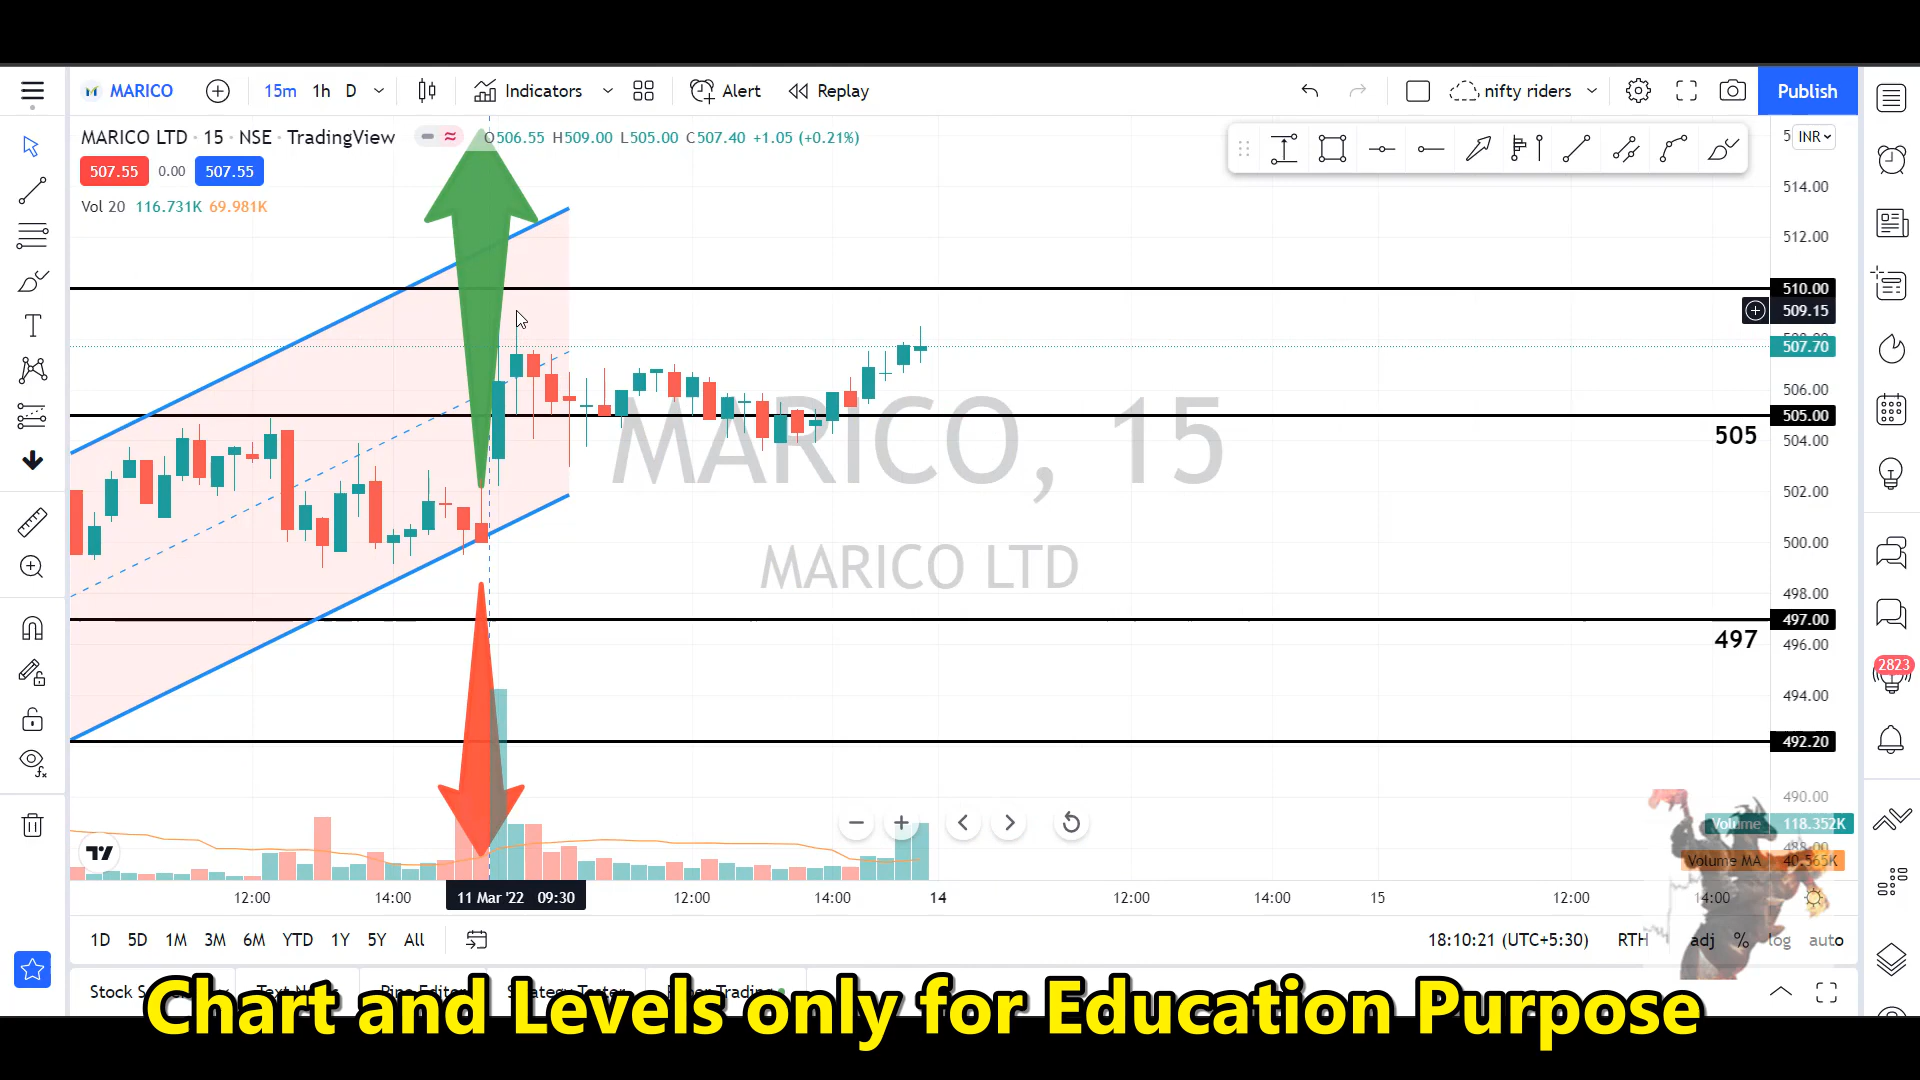 MARICO 15m 1h D Indicators Alert Replay nifty riders Publish
MARICO LTD · 15 · NSE · TradingView O506.55 H509.00 L505.00 C507.40 +1.05 (+0.21%)
INR
507.55 0.00 507.55
Vol 20 116.731K 69.981K
514.00
512.00
510.00
509.15
507.70
506.00
505.00
505
504.00
502.00
500.00
498.00
497.00
497
496.00
494.00
492.20
490.00
MARICO, 15
MARICO LTD
2823
Volume 118.352K
488.00
Volume MA 40.565K
12:00 14:00 11 Mar '22 09:30 12:00 14:00 14 12:00 14:00 15 12:00 14:00
1D 5D 1M 3M 6M YTD 1Y 5Y All 18:10:21 (UTC+5:30) RTH adj % log auto
Chart and Levels only for Education Purpose